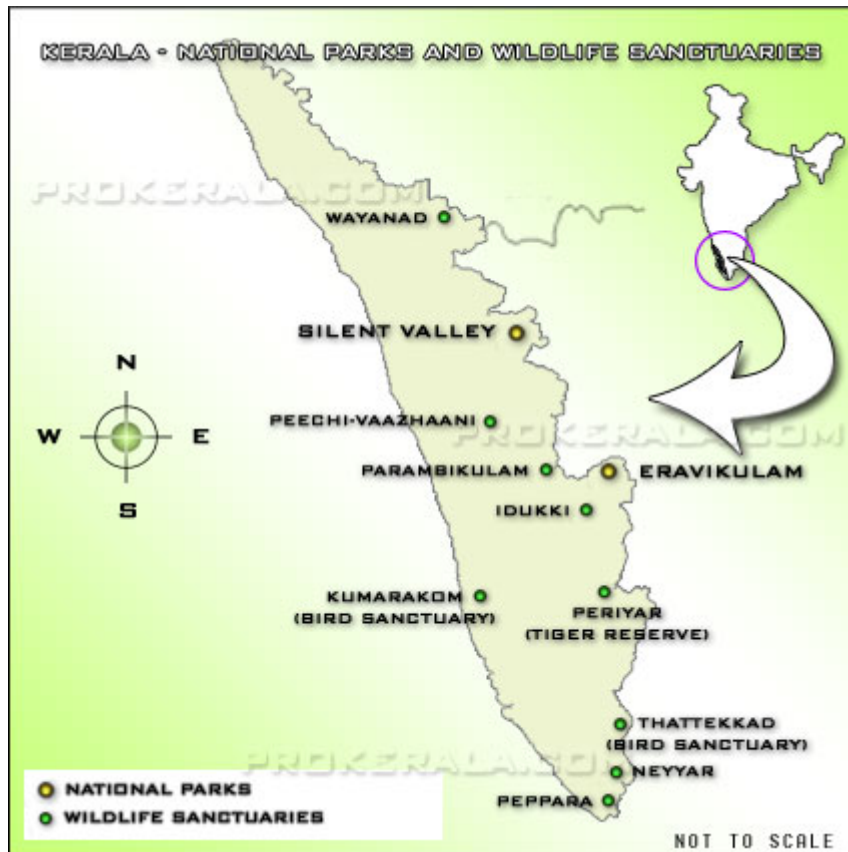 KERALA - NATIONAL PARKS AND WILDLIFE SANCTUARIES
PROKERALA.COM
WAYANAD
SILENT VALLEY
N
W E
S
PEECHI-VAAZHAANI
PROKERALA.COM
PARAMBIKULAM
ERAVIKULAM
IDUKKI
KUMARAKOM
(BIRD SANCTUARY)
PERIYAR
(TIGER RESERVE)
THATTEKKAD
(BIRD SANCTUARY)
PROKERALA.COM
NEYYAR
PEPPARA
NATIONAL PARKS
WILDLIFE SANCTUARIES
NOT TO SCALE